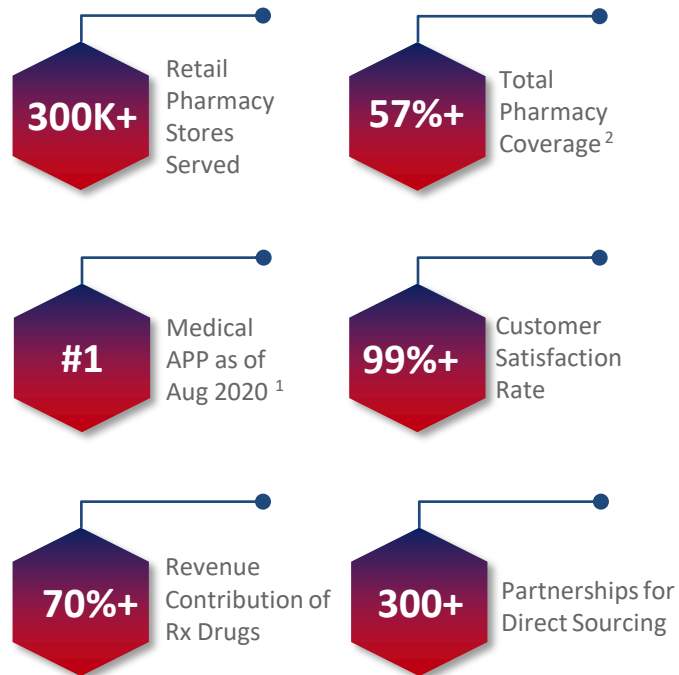 300K+
Retail
Pharmacy
Stores
Served
57%+
Total
Pharmacy
Coverage 2
#1
Medical
APP as of
Aug 2020 1
99%+
Customer
Satisfaction
Rate
70%+
Revenue
Contribution of
Rx Drugs
300+
Partnerships for
Direct Sourcing